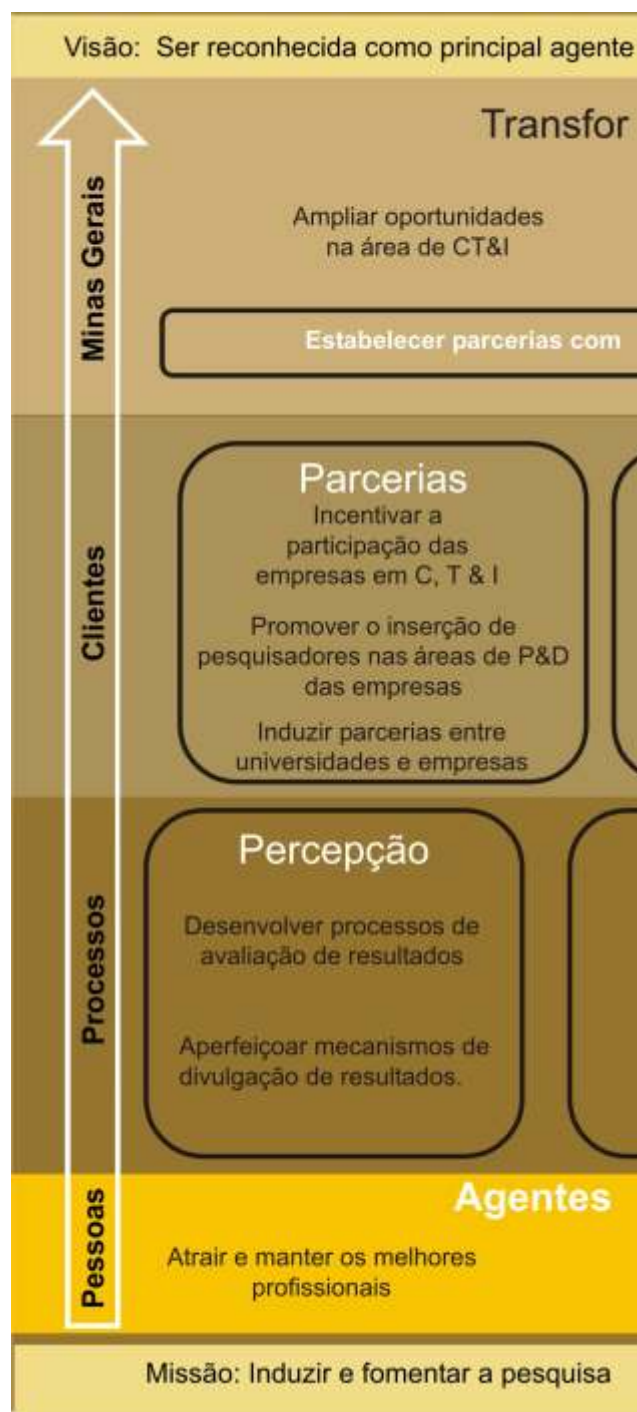 Visão: Ser reconhecida como principal agente
Transfor
Minas Gerais
Ampliar oportunidades
na área de CT&I
Estabelecer parcerias com
Clientes
Parcerias
Incentivar a
participação das
empresas em C, T & I
Promover o inserção de
pesquisadores nas áreas de P&D
das empresas
Induzir parcerias entre
universidades e empresas
Processos
Percepção
Desenvolver processos de
avaliação de resultados
Aperfeiçoar mecanismos de
divulgação de resultados.
Pessoas
Agentes
Atrair e manter os melhores
profissionais
Missão: Induzir e fomentar a pesquisa